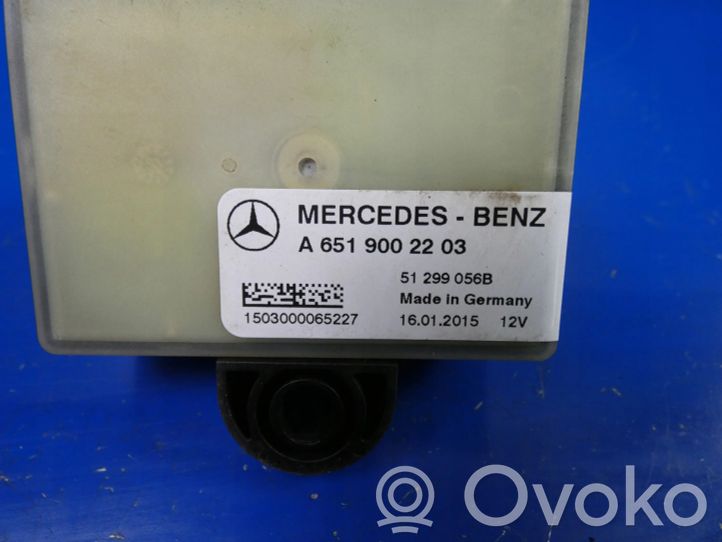 MERCEDES - BENZ
A 651 900 22 03
51 299 056B
Made in Germany
1503000065227
16.01.2015 12V
Ovoko